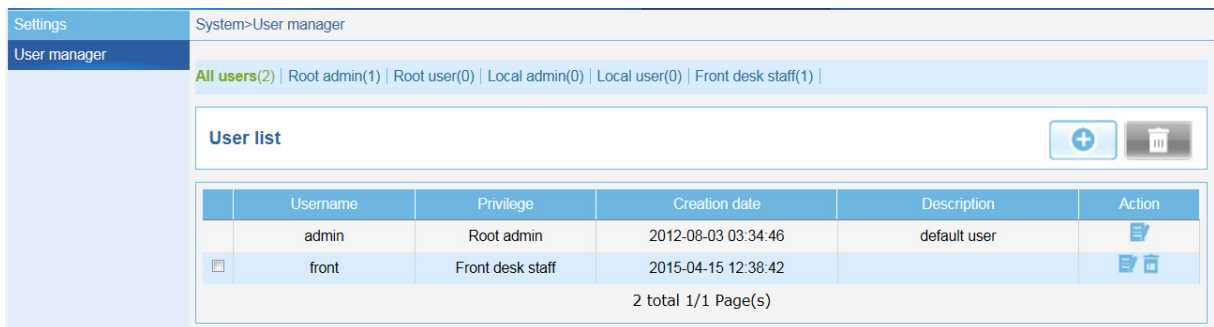 Settings
System>User manager
User manager
All users(2) | Root admin(1) | Root user(0) | Local admin(0) | Local user(0) | Front desk staff(1) |
User list
Username Privilege Creation date Description Action
admin Root admin 2012-08-03 03:34:46 default user
front Front desk staff 2015-04-15 12:38:42
2 total 1/1 Page(s)